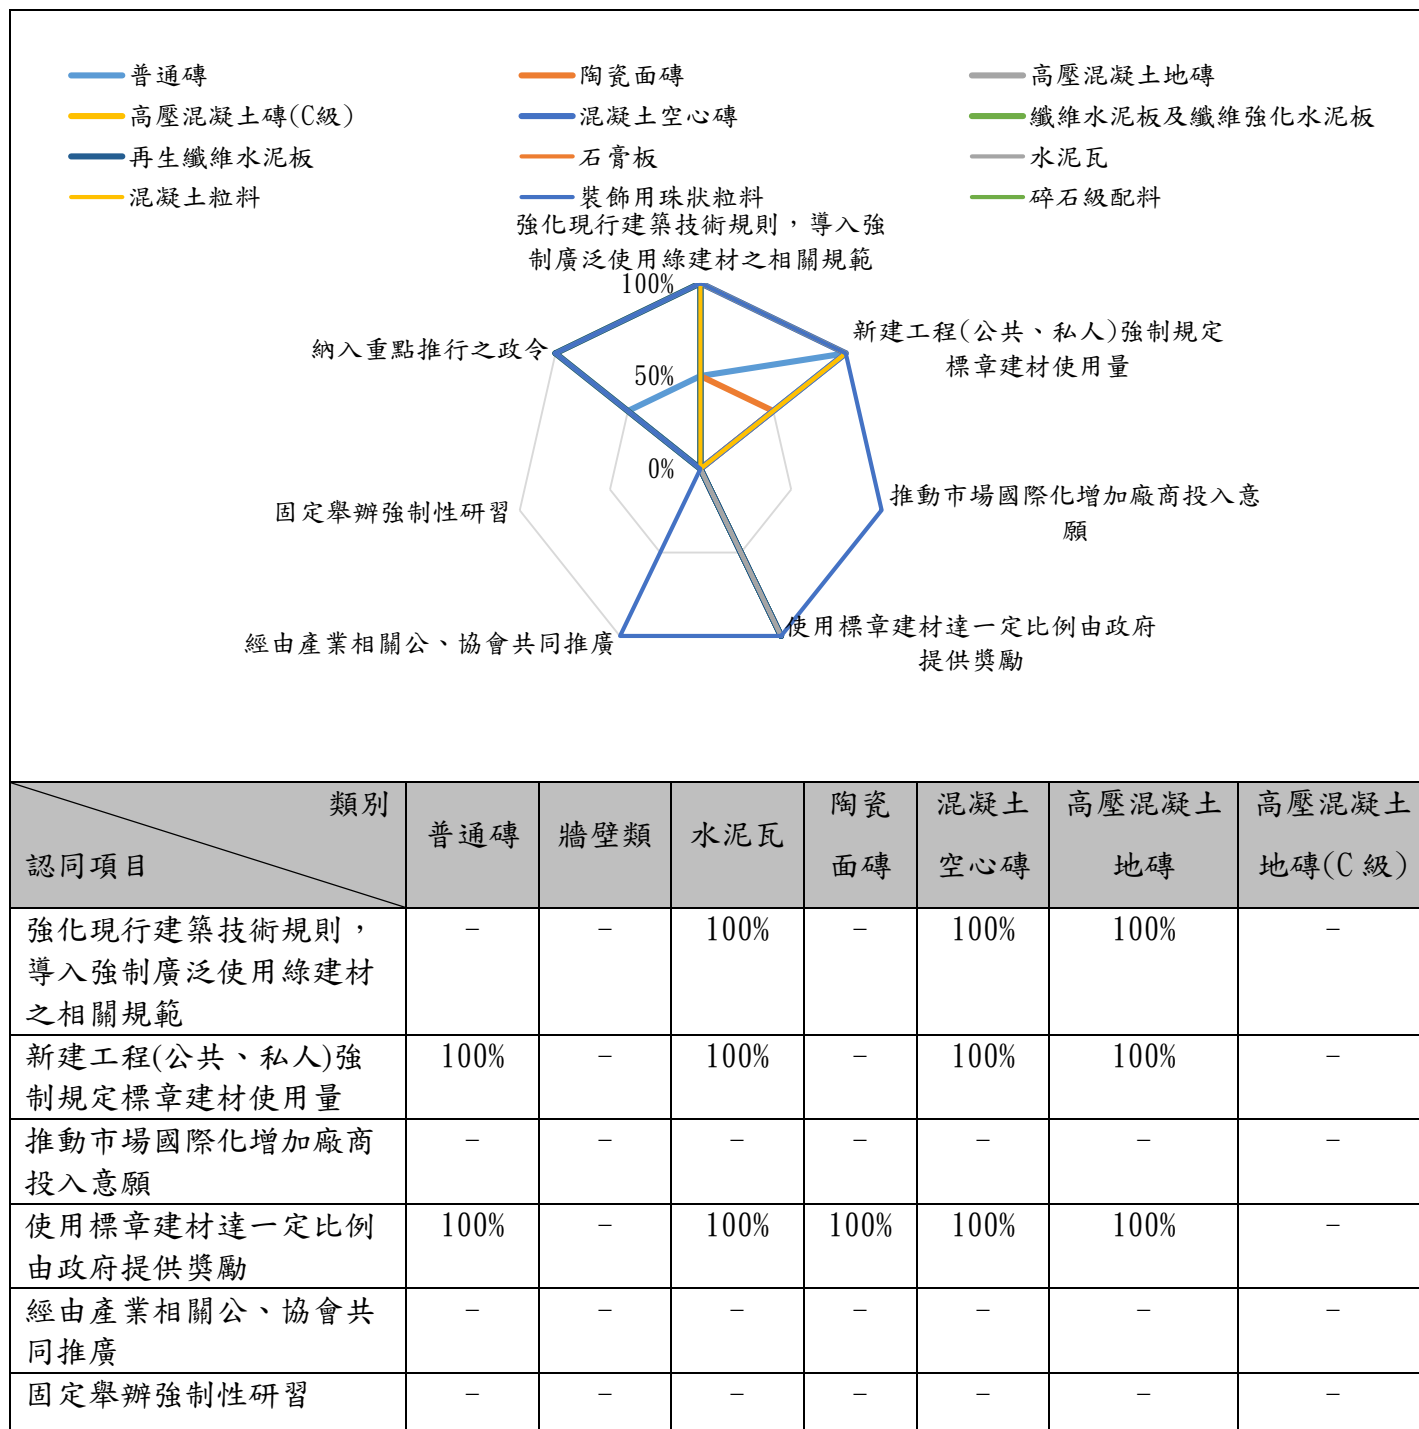 普通磚
陶瓷面磚
高壓混凝土地磚
高壓混凝土磚(C級)
混凝土空心磚
纖維水泥板及纖維強化水泥板
再生纖維水泥板
石膏板
水泥瓦
混凝土粒料
裝飾用珠狀粒料
碎石級配料
強化現行建築技術規則，導入強
制廣泛使用綠建材之相關規範
100%
新建工程(公共、私人)強制規定
標章建材使用量
納入重點推行之政令
50%
0%
推動市場國際化增加廠商投入意
願
固定舉辦強制性研習
使用標章建材達一定比例由政府
提供獎勵
經由產業相關公、協會共同推廣
類別
認同項目
普通磚
牆壁類
水泥瓦
陶瓷
面磚
混凝土
空心磚
高壓混凝土
地磚
高壓混凝土
地磚(C級)
強化現行建築技術規則，
導入強制廣泛使用綠建材
之相關規範
- - 100% - 100% 100% -
新建工程(公共、私人)強
制規定標章建材使用量
100% - 100% - 100% 100% -
推動市場國際化增加廠商
投入意願
- - - - - - -
使用標章建材達一定比例
由政府提供獎勵
100% - 100% 100% 100% 100% -
經由產業相關公、協會共
同推廣
- - - - - - -
固定舉辦強制性研習
- - - - - - -